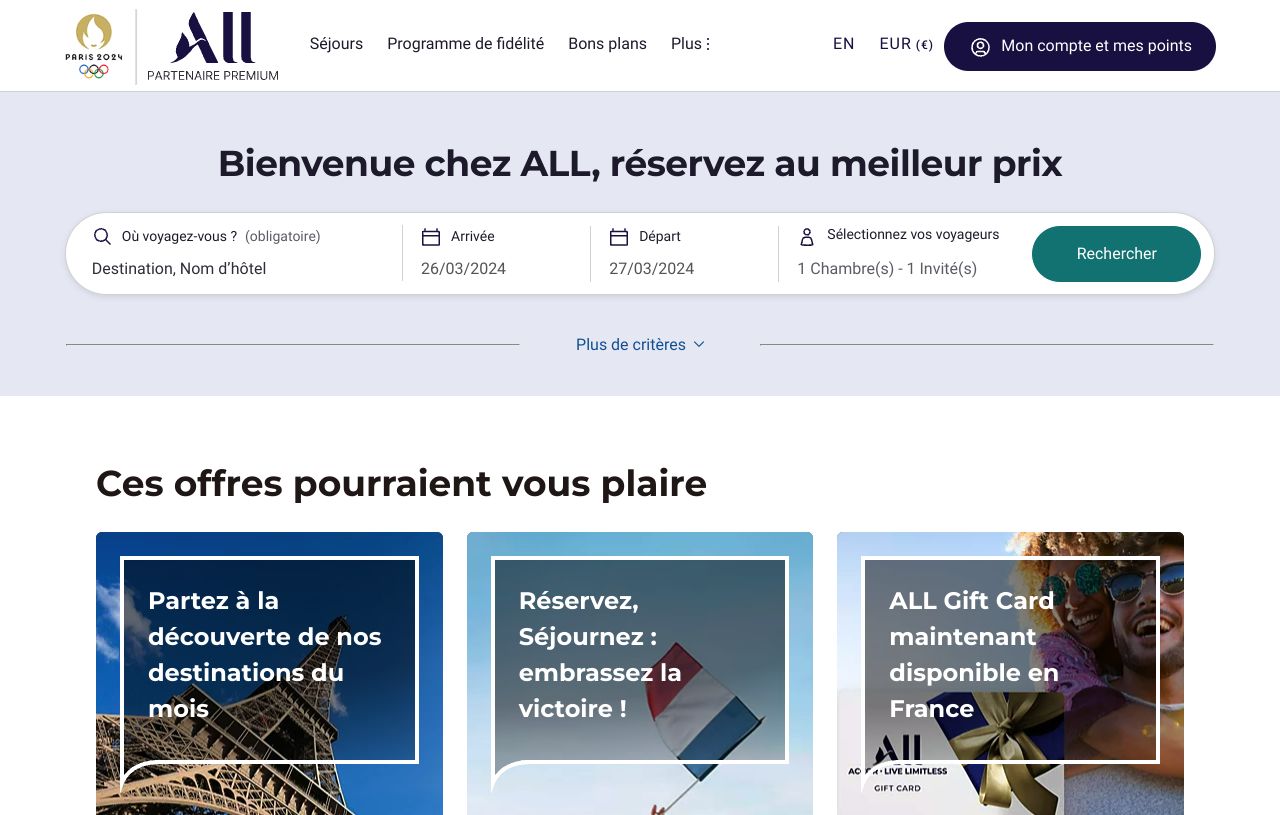 PARIS 2024
ALL
PARTENAIRE PREMIUM
Séjours
Programme de fidélité
Bons plans
Plus
EN
EUR (€)
Mon compte et mes points
Bienvenue chez ALL, réservez au meilleur prix
Où voyagez-vous ? (obligatoire)
Destination, Nom d’hôtel
Arrivée
26/03/2024
Départ
27/03/2024
Sélectionnez vos voyageurs
1 Chambre(s) - 1 Invité(s)
Rechercher
Plus de critères
Ces offres pourraient vous plaire
Partez à la
découverte de nos
destinations du
mois
Réservez,
Séjournez :
embrassez la
victoire !
ALL Gift Card
maintenant
disponible en
France
ALL
ACCOR • LIVE LIMITLESS
GIFT CARD